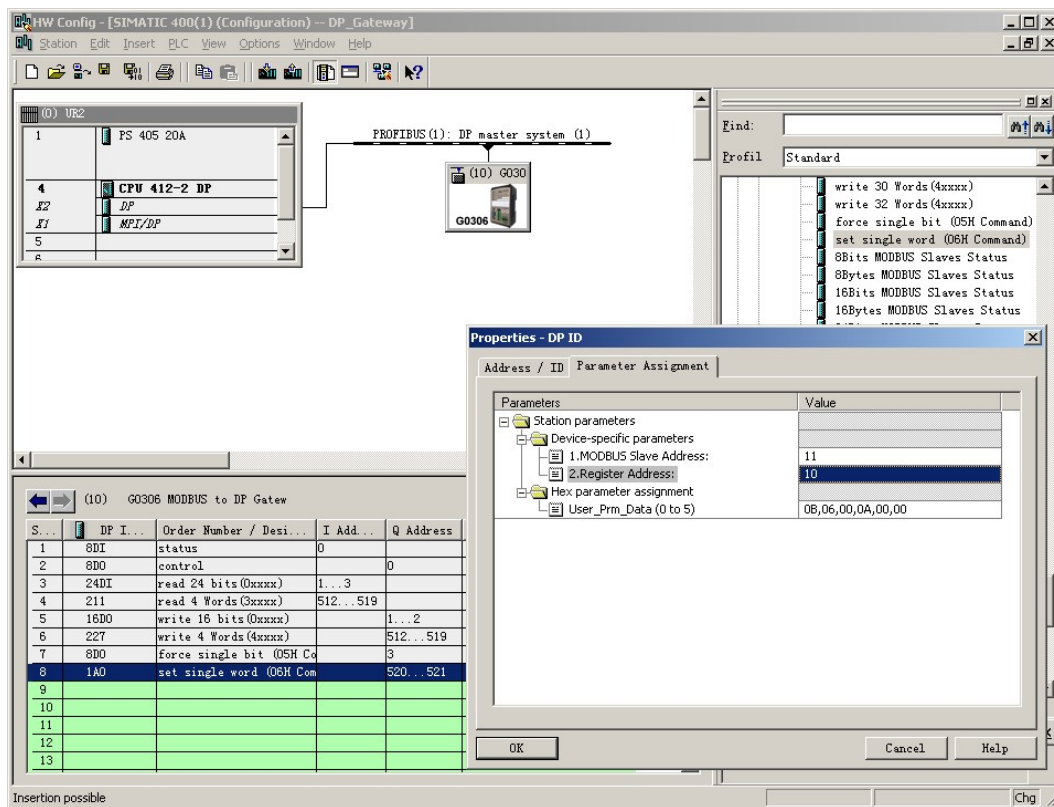 HW Config - [SIMATIC 400(1) (Configuration) -- DP_Gateway]
Station Edit Insert PLC View Options Window Help
(0) UR2
1 PS 405 20A
4 CPU 412-2 DP
X2 DP
X1 MPI/DP
5
6
PROFIBUS(1): DP master system (1)
(10) G030
G0306
Find:
Profil Standard
write 30 Words(4xxxx)
write 32 Words(4xxxx)
force single bit (05H Command)
set single word (06H Command)
8Bits MODBUS Slaves Status
8Bytes MODBUS Slaves Status
16Bits MODBUS Slaves Status
16Bytes MODBUS Slaves Status
Properties - DP ID
Address / ID Parameter Assignment
Parameters Value
Station parameters
Device-specific parameters
1.MODBUS Slave Address: 11
2.Register Address: 10
Hex parameter assignment
User_Prm_Data (0 to 5) 0B,06,00,0A,00,00
OK Cancel Help
(10) G0306 MODBUS to DP Gatew
S... DP I... Order Number / Desi... I Add... Q Address
1 8DI status 0
2 8DO control 0
3 24DI read 24 bits(0xxxx) 1...3
4 211 read 4 Words(3xxxx) 512...519
5 16DO write 16 bits(0xxxx) 1...2
6 227 write 4 Words(4xxxx) 512...519
7 8DO force single bit (05H Co 3
8 1AO set single word (06H Com 520...521
9
10
11
12
13
Insertion possible Chg